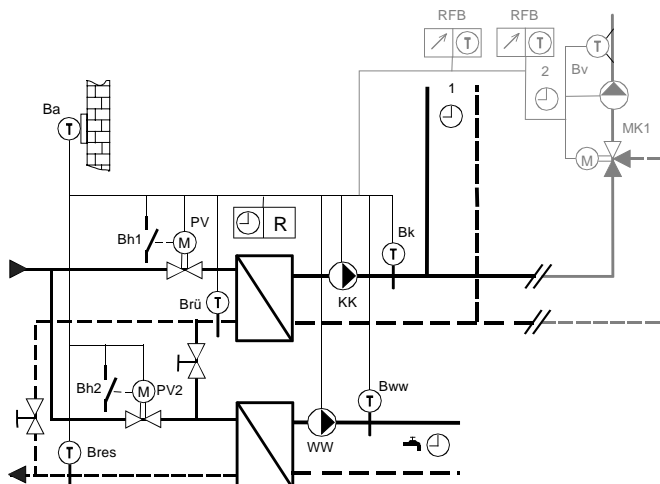 RFB RFB
T T
T
2 Bv
1
Ba
T
MK1
M
PV
R
Bh1 M
Bk
T
Brü T
KK
Bh2 M PV2
Bww
T
WW
Bres T